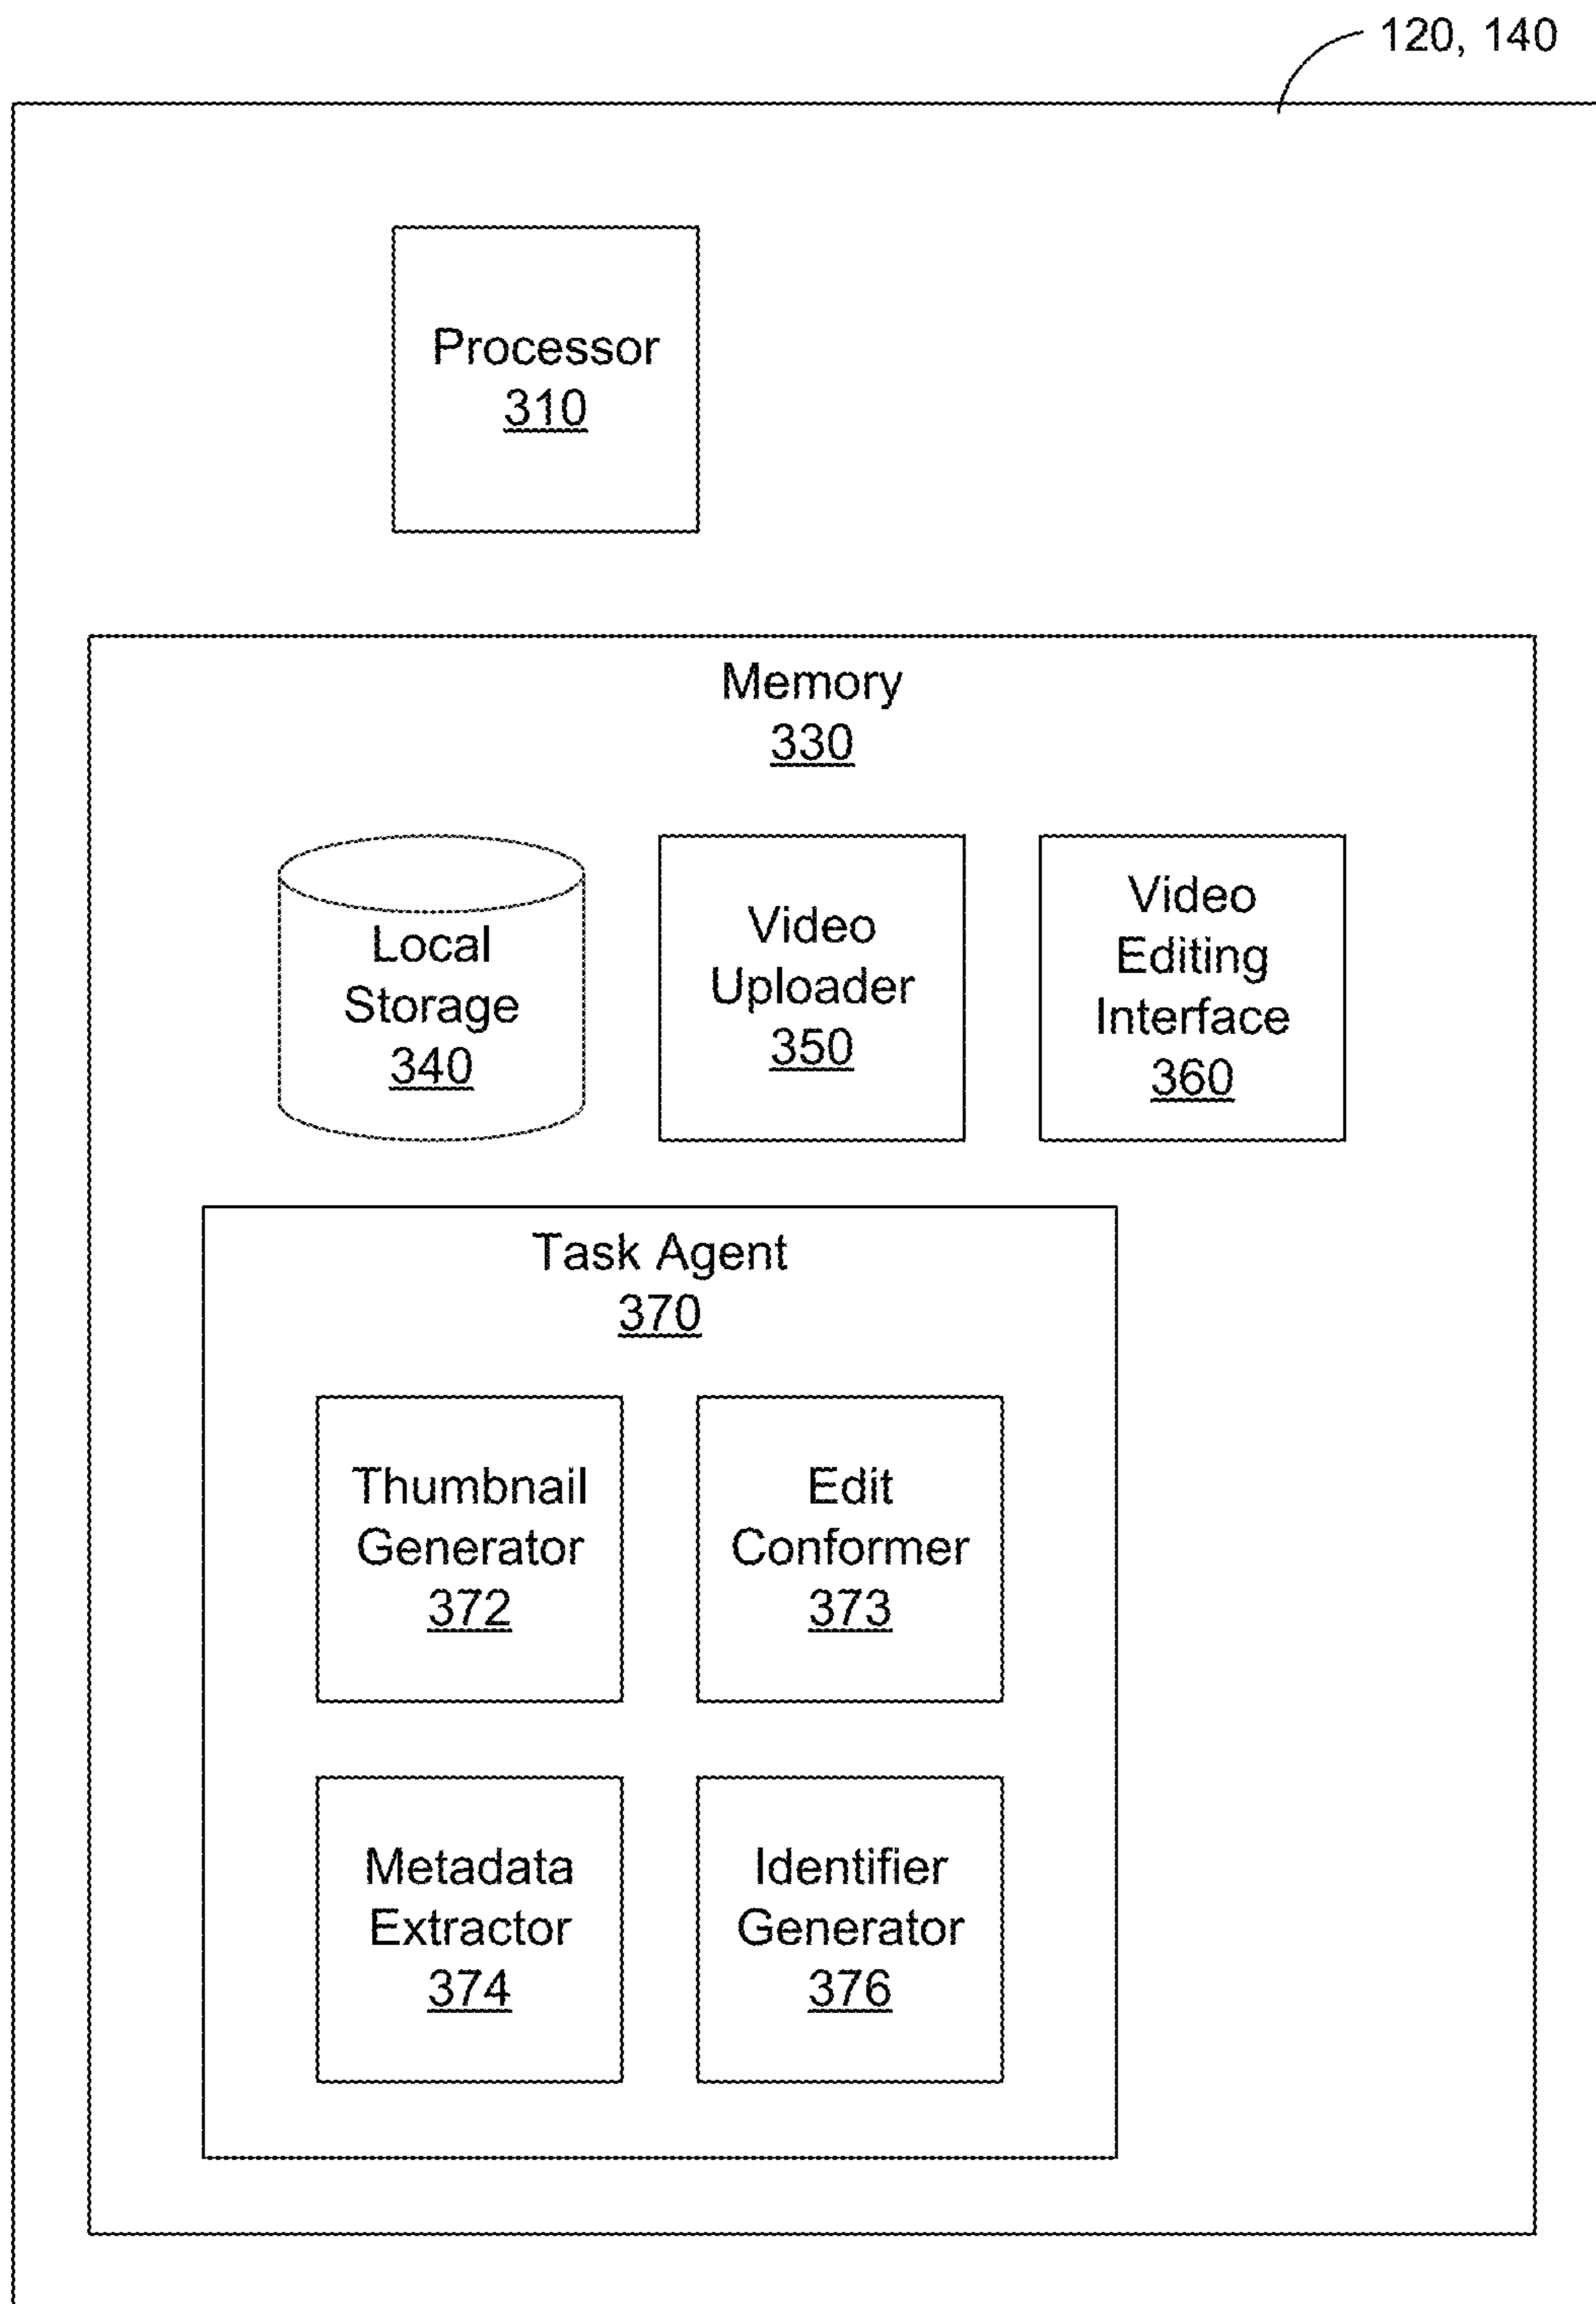 120, 140
Processor
310
Memory
330
Local
Storage
340
Video
Uploader
350
Video
Editing
Interface
360
Task Agent
370
Thumbnail
Generator
372
Edit
Conformer
373
Metadata
Extractor
374
Identifier
Generator
376